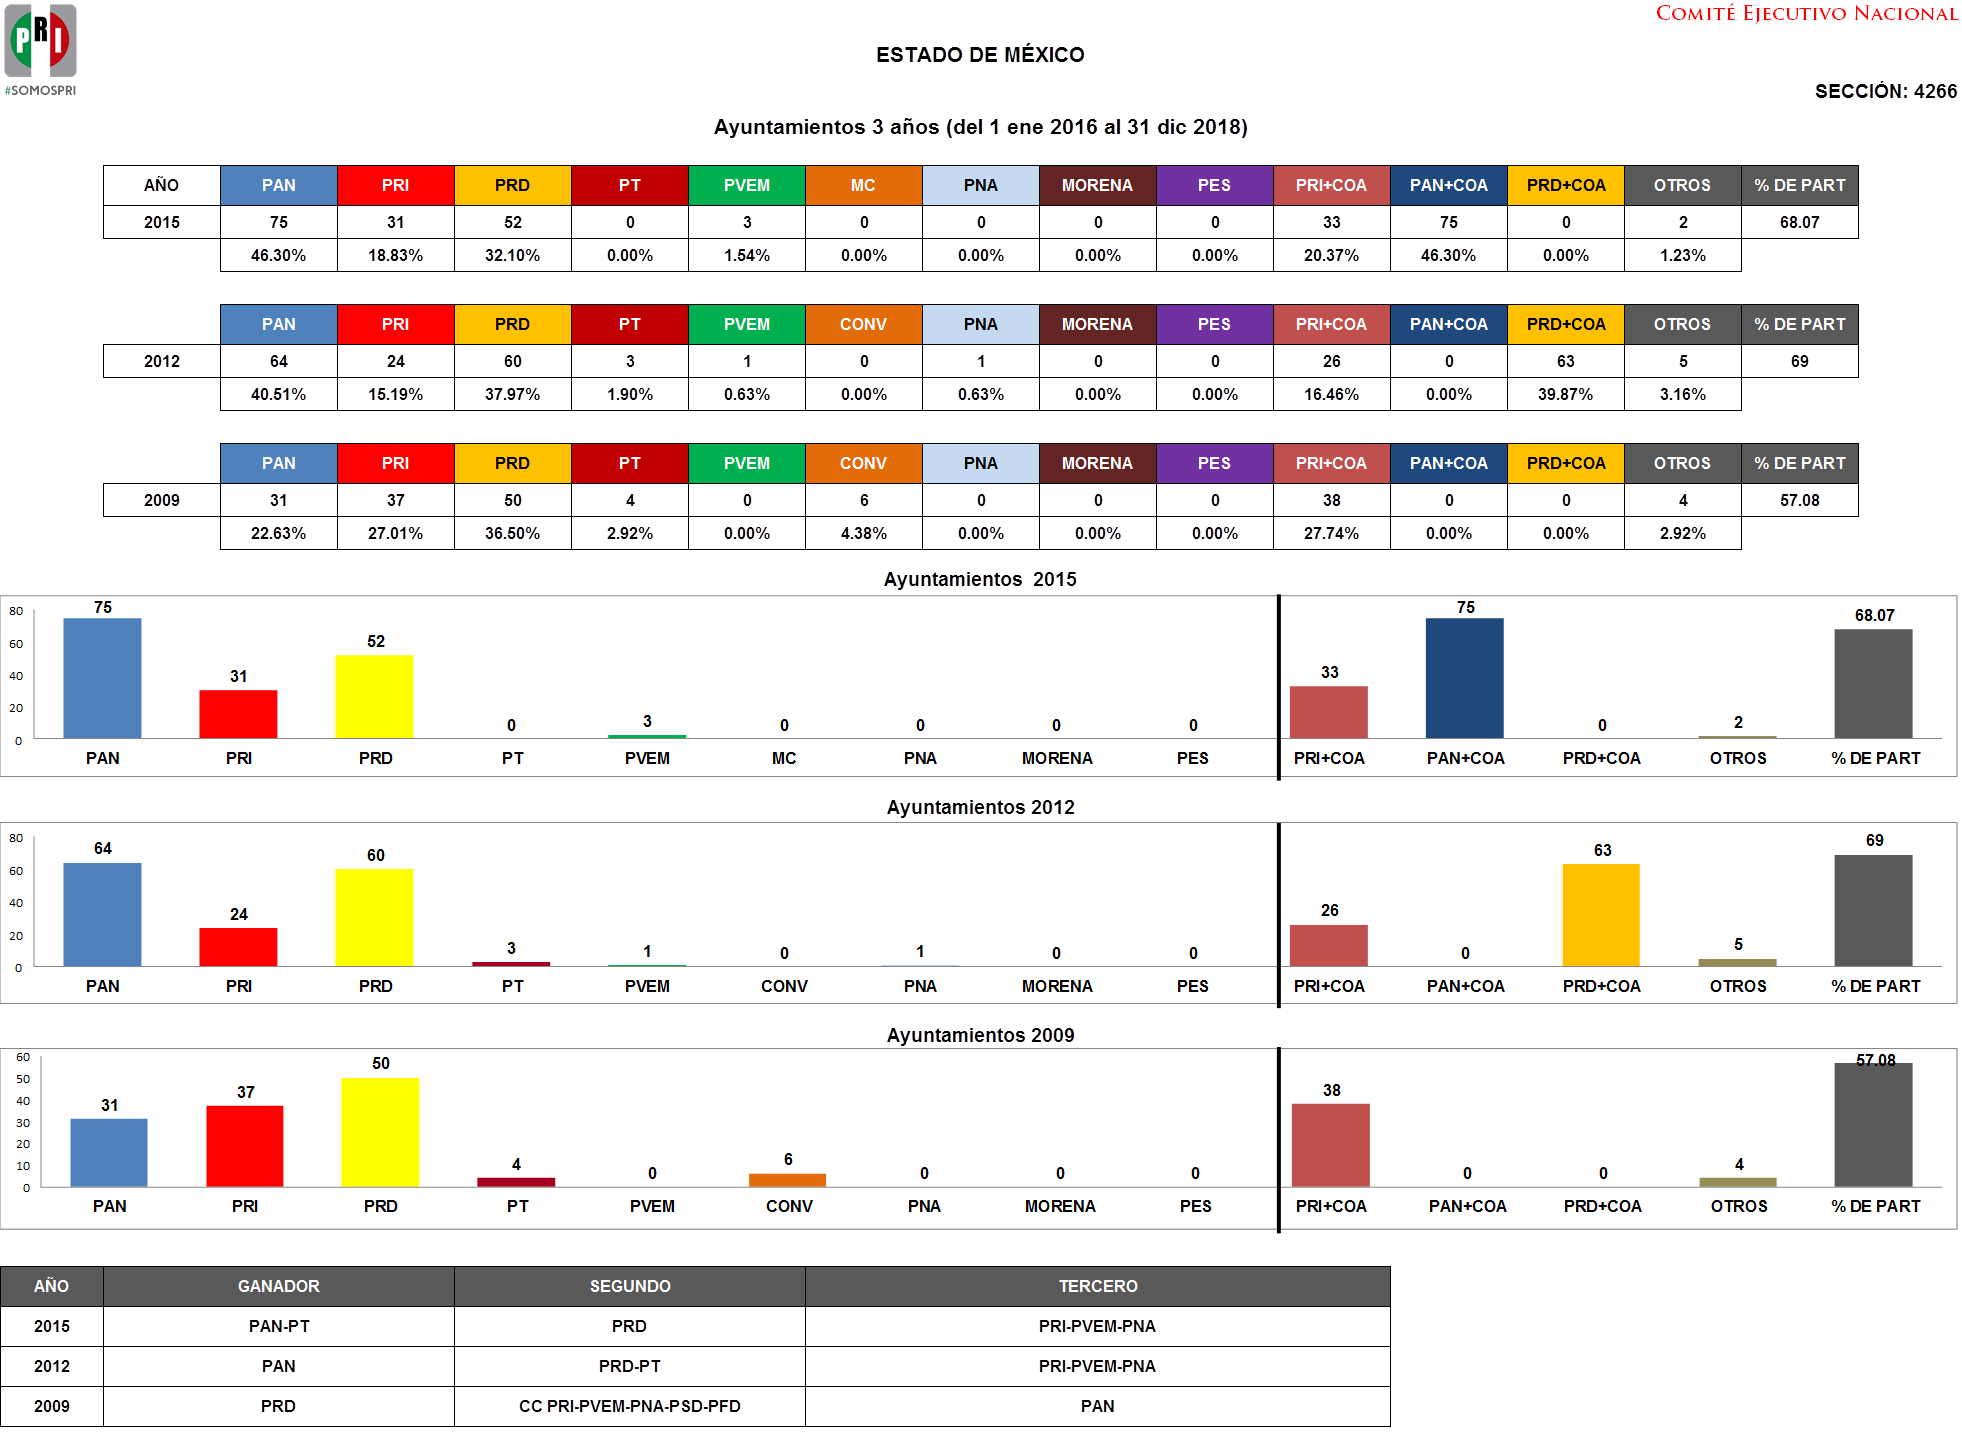 PRI
#SOMOSPRI
COMITÉ EJECUTIVO NACIONAL
ESTADO DE MÉXICO
SECCIÓN: 4266
Ayuntamientos 3 años (del 1 ene 2016 al 31 dic 2018)
AÑO PAN PRI PRD PT PVEM MC PNA MORENA PES PRI+COA PAN+COA PRD+COA OTROS % DE PART
2015 75 31 52 0 3 0 0 0 0 33 75 0 2 68.07
46.30% 18.83% 32.10% 0.00% 1.54% 0.00% 0.00% 0.00% 0.00% 20.37% 46.30% 0.00% 1.23%
PAN PRI PRD PT PVEM CONV PNA MORENA PES PRI+COA PAN+COA PRD+COA OTROS % DE PART
2012 64 24 60 3 1 0 1 0 0 26 0 63 5 69
40.51% 15.19% 37.97% 1.90% 0.63% 0.00% 0.63% 0.00% 0.00% 16.46% 0.00% 39.87% 3.16%
PAN PRI PRD PT PVEM CONV PNA MORENA PES PRI+COA PAN+COA PRD+COA OTROS % DE PART
2009 31 37 50 4 0 6 0 0 0 38 0 0 4 57.08
22.63% 27.01% 36.50% 2.92% 0.00% 4.38% 0.00% 0.00% 0.00% 27.74% 0.00% 0.00% 2.92%
Ayuntamientos 2015
80
60
40
20
0
75 31 52 0 3 0 0 0 0 33 75 0 2 68.07
PAN PRI PRD PT PVEM MC PNA MORENA PES PRI+COA PAN+COA PRD+COA OTROS % DE PART
Ayuntamientos 2012
80
60
40
20
0
64 24 60 3 1 0 1 0 0 26 0 63 5 69
PAN PRI PRD PT PVEM CONV PNA MORENA PES PRI+COA PAN+COA PRD+COA OTROS % DE PART
Ayuntamientos 2009
60
50
40
30
20
10
0
31 37 50 4 0 6 0 0 0 38 0 0 4 57.08
PAN PRI PRD PT PVEM CONV PNA MORENA PES PRI+COA PAN+COA PRD+COA OTROS % DE PART
AÑO GANADOR SEGUNDO TERCERO
2015 PAN-PT PRD PRI-PVEM-PNA
2012 PAN PRD-PT PRI-PVEM-PNA
2009 PRD CC PRI-PVEM-PNA-PSD-PFD PAN